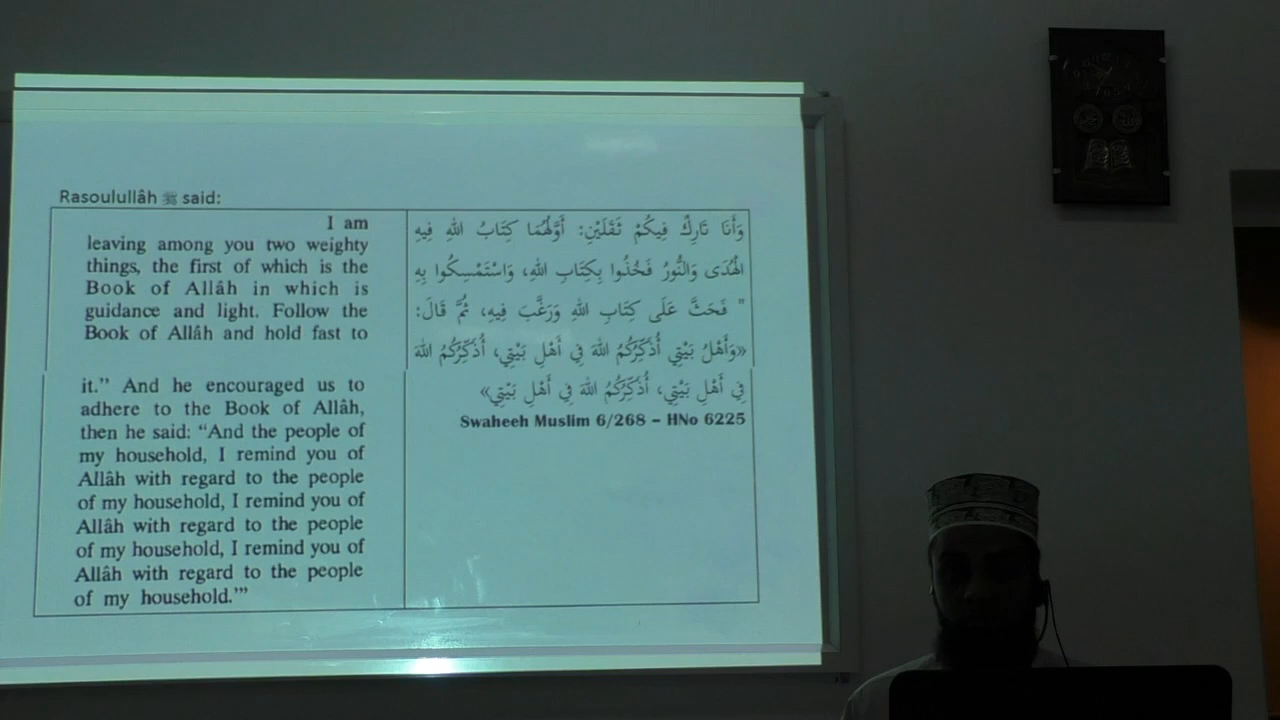 Rasoulullâh ﷺ said:
I am
leaving among you two weighty
things, the first of which is the
Book of Allâh in which is
guidance and light. Follow the
Book of Allâh and hold fast to
it.” And he encouraged us to
adhere to the Book of Allâh,
then he said: “And the people of
my household, I remind you of
Allâh with regard to the people
of my household, I remind you of
Allâh with regard to the people
of my household, I remind you of
Allâh with regard to the people
of my household.’”
وَأَنَا تَارِكٌ فِيكُمْ ثَقَلَيْنِ: أَوَّلُهُمَا كِتَابُ اللهِ فِيهِ
الْهُدَى وَالنُّورُ فَخُذُوا بِكِتَابِ اللهِ، وَاسْتَمْسِكُوا بِهِ
" فَحَثَّ عَلَى كِتَابِ اللهِ وَرَغَّبَ فِيهِ، ثُمَّ قَالَ:
«وَأَهْلُ بَيْتِي أُذَكِّرُكُمُ اللهَ فِي أَهْلِ بَيْتِي، أُذَكِّرُكُمُ اللهَ
فِي أَهْلِ بَيْتِي، أُذَكِّرُكُمُ اللهَ فِي أَهْلِ بَيْتِي»
Swaheeh Muslim 6/268 – HNo 6225